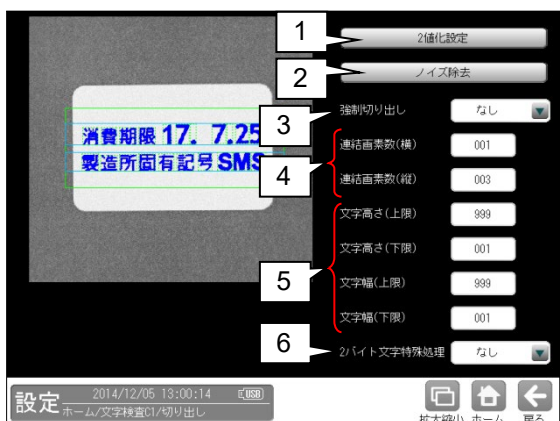 1
2値化設定
2
ノイズ除去
3
強制切り出し
なし
4
連結画素数(横)
001
連結画素数(縦)
003
5
文字高さ(上限)
999
文字高さ(下限)
001
文字幅(上限)
999
文字幅(下限)
001
6
2バイト文字特殊処理
なし
消費期限 17. 7.25
製造所固有記号 SMS
設定
2014/12/05 13:00:14
USB
ホーム/文字検査C1/切り出し
拡大縮小
ホーム
戻る